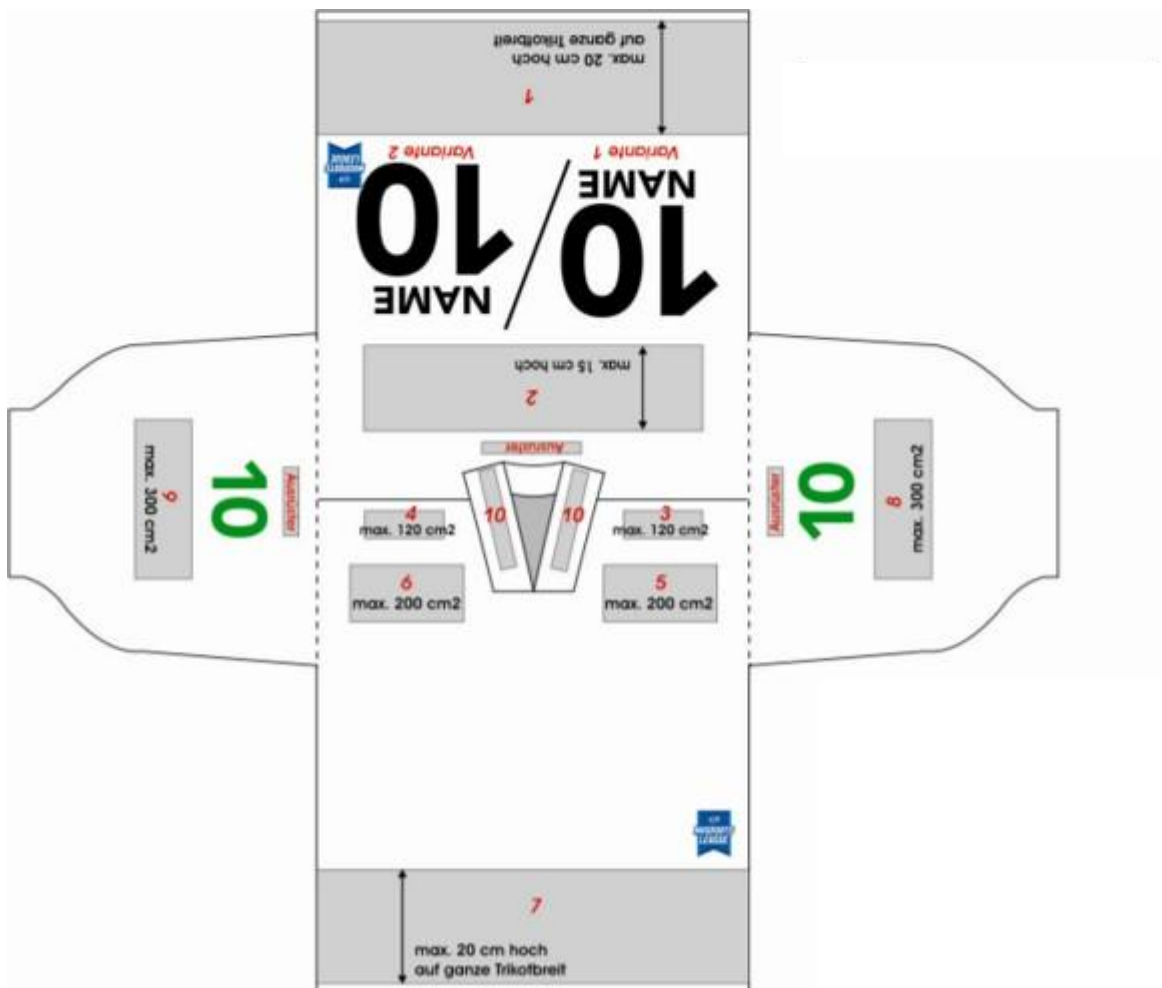 max. 20 cm hoch
auf ganze Trikotbreit
1
Variante 1
Variante 2
LEAGUE
NAME
10
/
10
NAME
max. 15 cm hoch
2
Ausrüster
9
max. 300 cm2
10
Ausrüster
4
max. 120 cm2
10
10
3
max. 120 cm2
Ausrüster
10
8
max. 300 cm2
6
max. 200 cm2
5
max. 200 cm2
LEAGUE
7
max. 20 cm hoch
auf ganze Trikotbreit